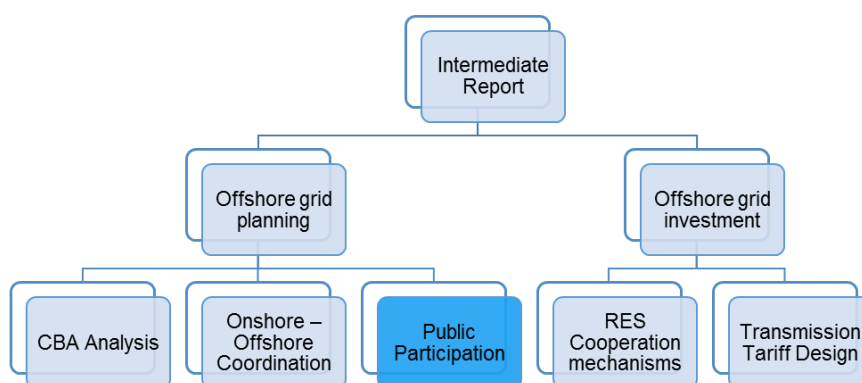 Intermediate
Report
Offshore grid
planning
Offshore grid
investment
CBA Analysis
Onshore –
Offshore
Coordination
Public
Participation
RES
Cooperation
mechanisms
Transmission
Tariff Design